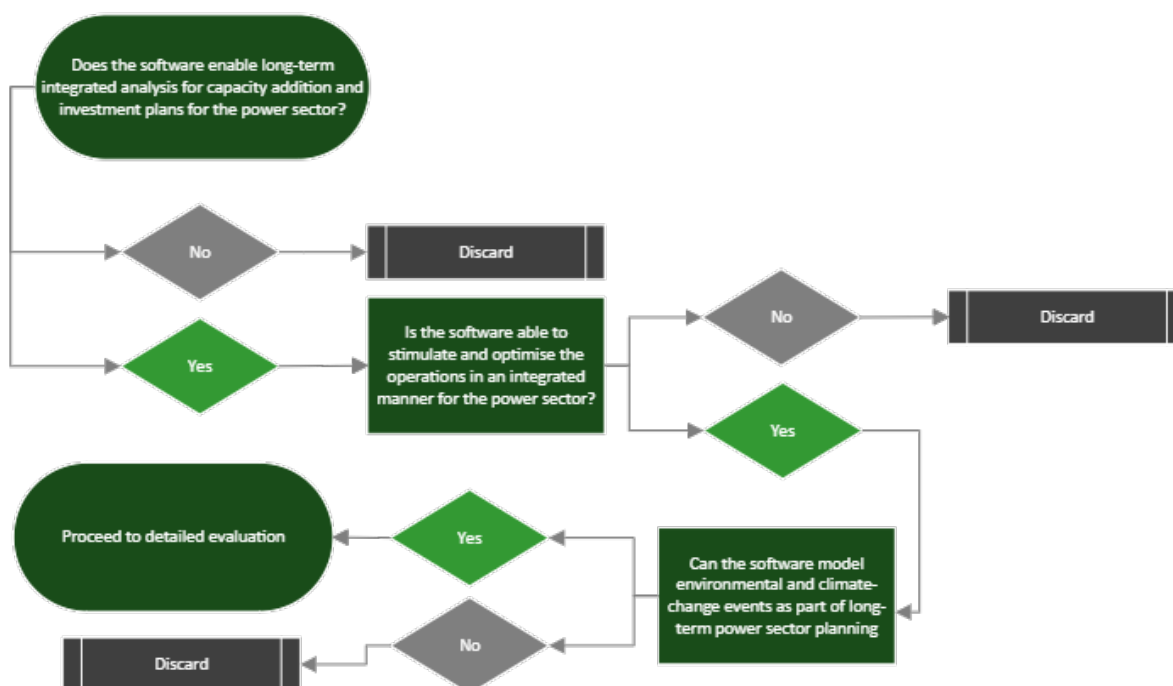 Does the software enable long-term
integrated analysis for capacity addition and
investment plans for the power sector?
No
Discard
Yes
Is the software able to
stimulate and optimise the
operations in an integrated
manner for the power sector?
No
Discard
Yes
Can the software model
environmental and climate-
change events as part of long-
term power sector planning
Yes
Proceed to detailed evaluation
No
Discard